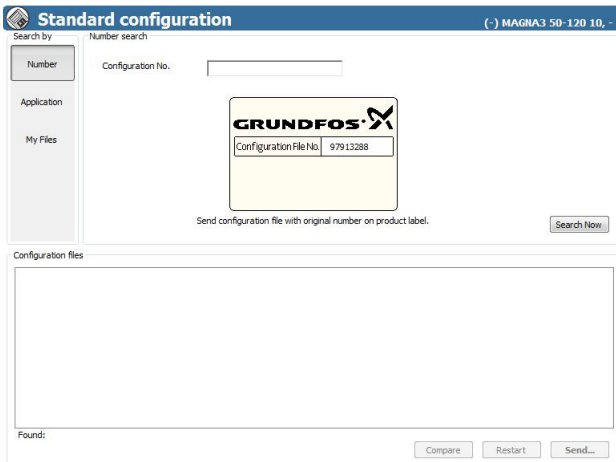 Standard configuration
(-) MAGNA3 50-120 10, -
Search by
Number search
Number
Configuration No.
Application
GRUNDFOS
My Files
Configuration File No. 97913288
Send configuration file with original number on product label.
Search Now
Configuration files
Found:
Compare Restart Send...